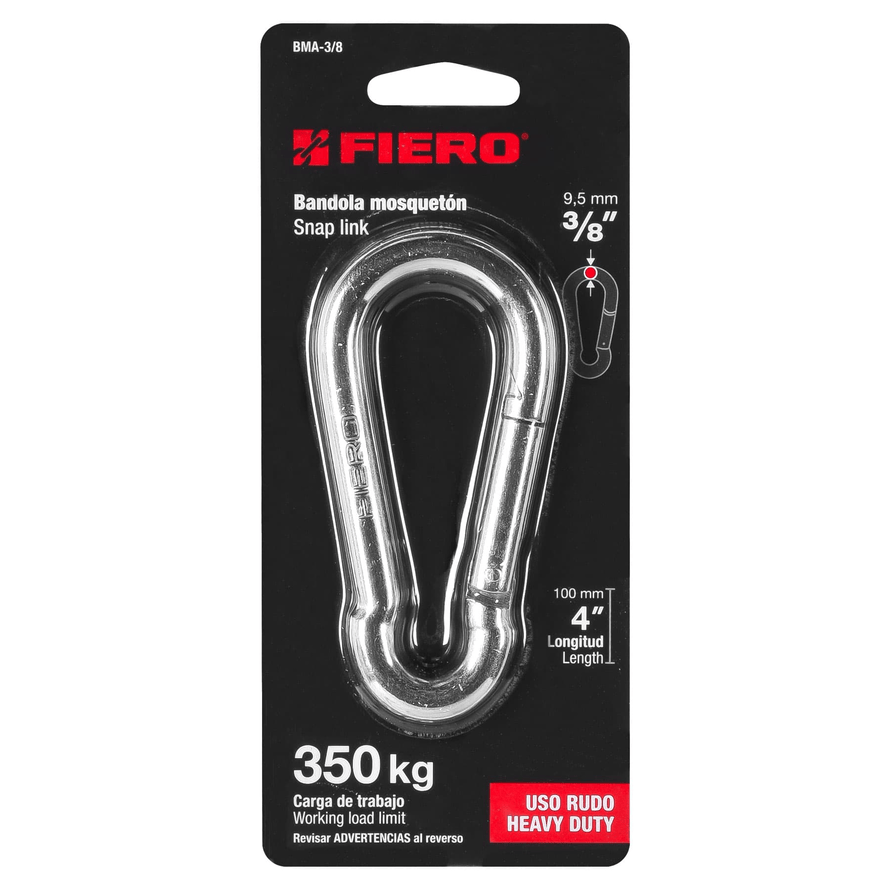 BMA-3/8
FIERO®
Bandola mosquetón
Snap link
9,5 mm
3/8"
FIERO
100 mm
4"
Longitud
Length
350 kg
Carga de trabajo
Working load limit
Revisar ADVERTENCIAS al reverso
USO RUDO
HEAVY DUTY